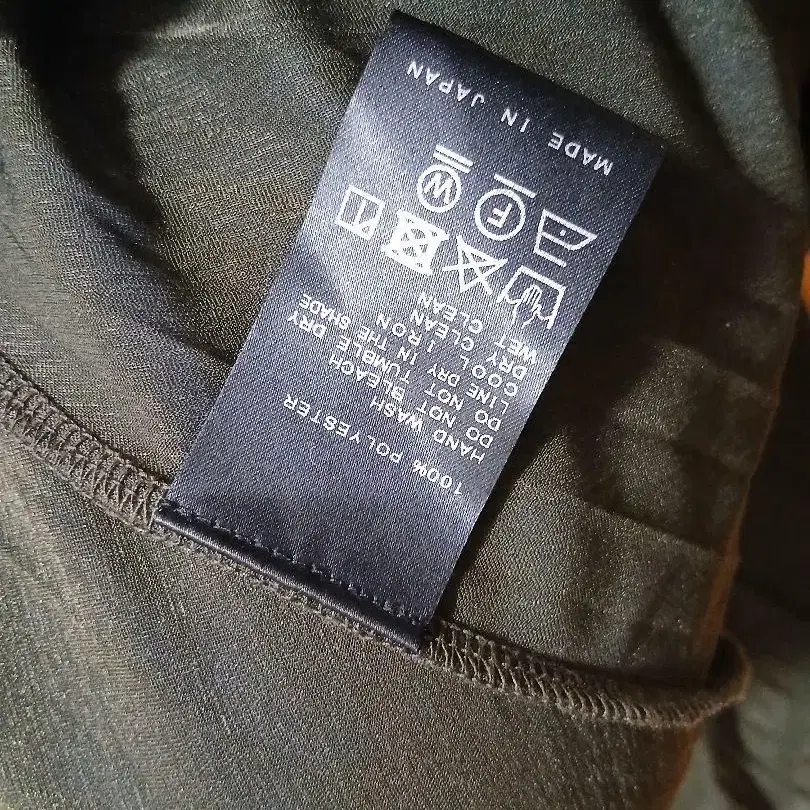 100% POLYESTER
HAND WASH
DO NOT BLEACH
DO NOT TUMBLE DRY
LINE DRY IN THE SHADE
COOL IRON
DRY CLEAN
WET CLEAN
F
W
MADE IN JAPAN